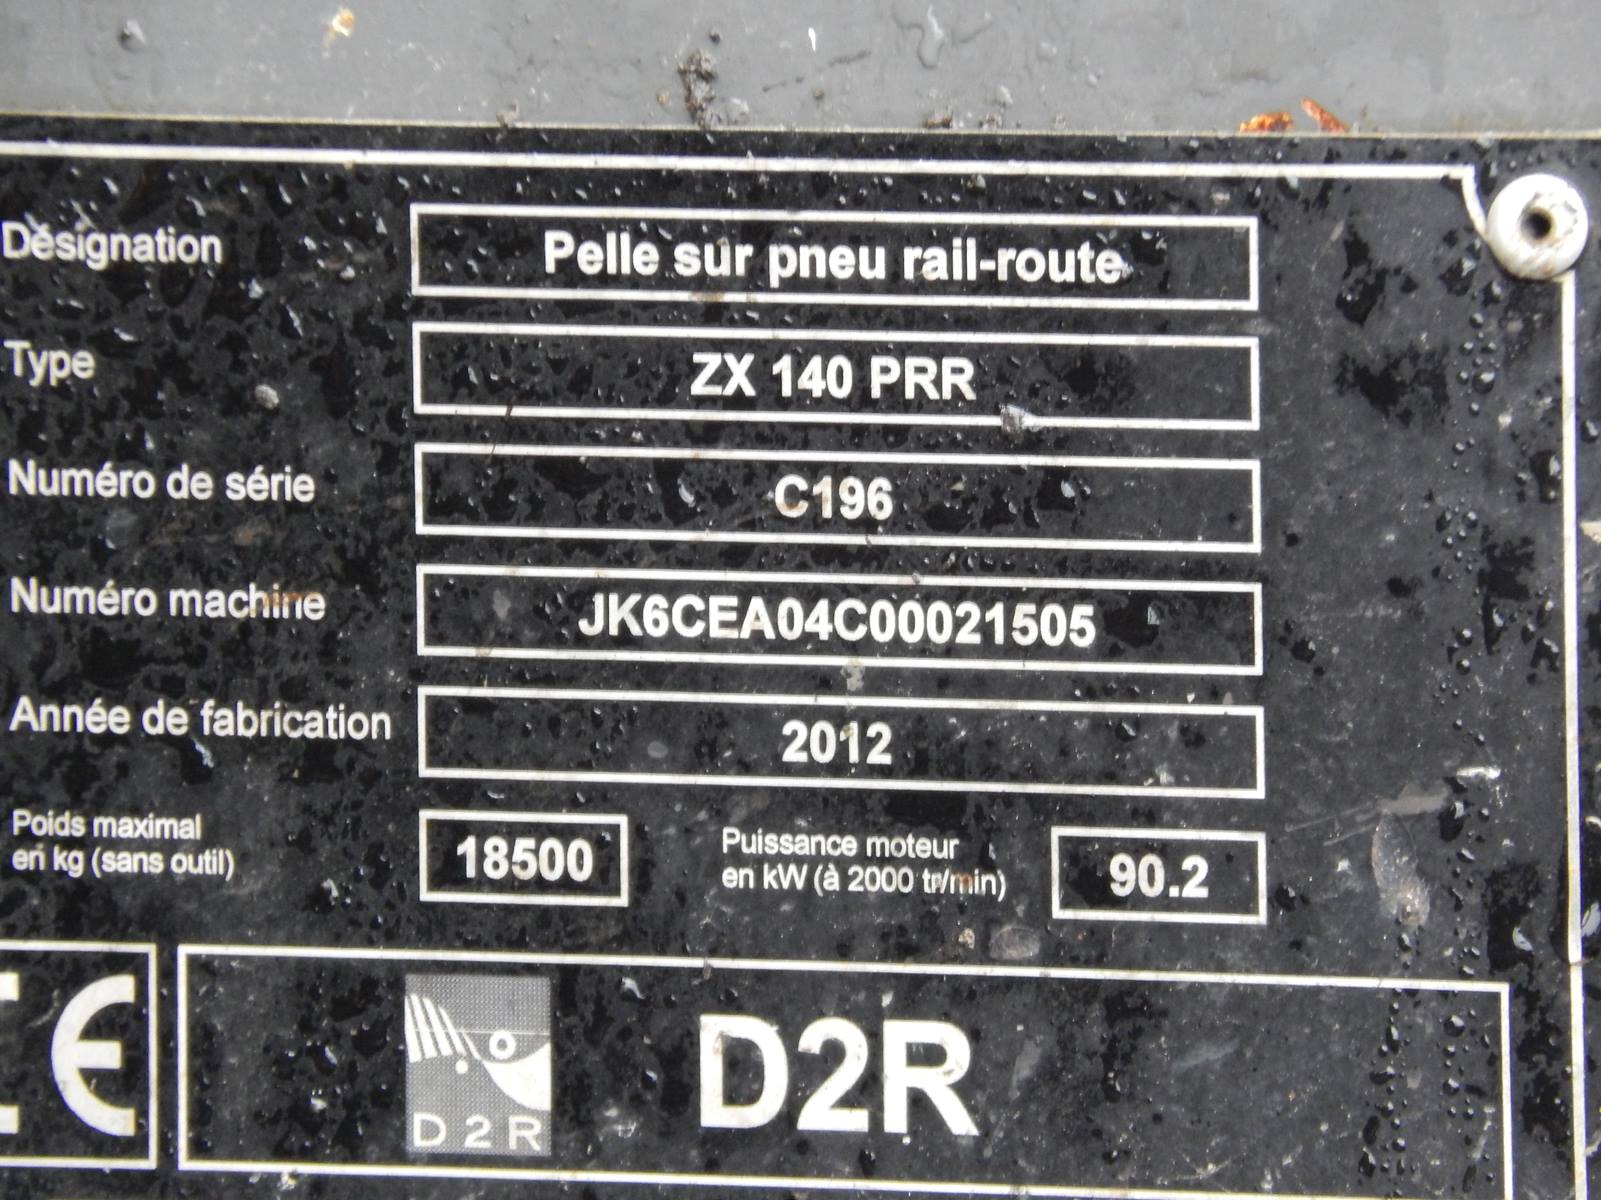 Désignation Pelle sur pneu rail-route
Type ZX 140 PRR
Numéro de série C196
Numéro machine JK6CEA04C00021505
Année de fabrication 2012
Poids maximal
en kg (sans outil) 18500
Puissance moteur
en kW (à 2000 tr/min) 90.2
CE
D2R
D2R